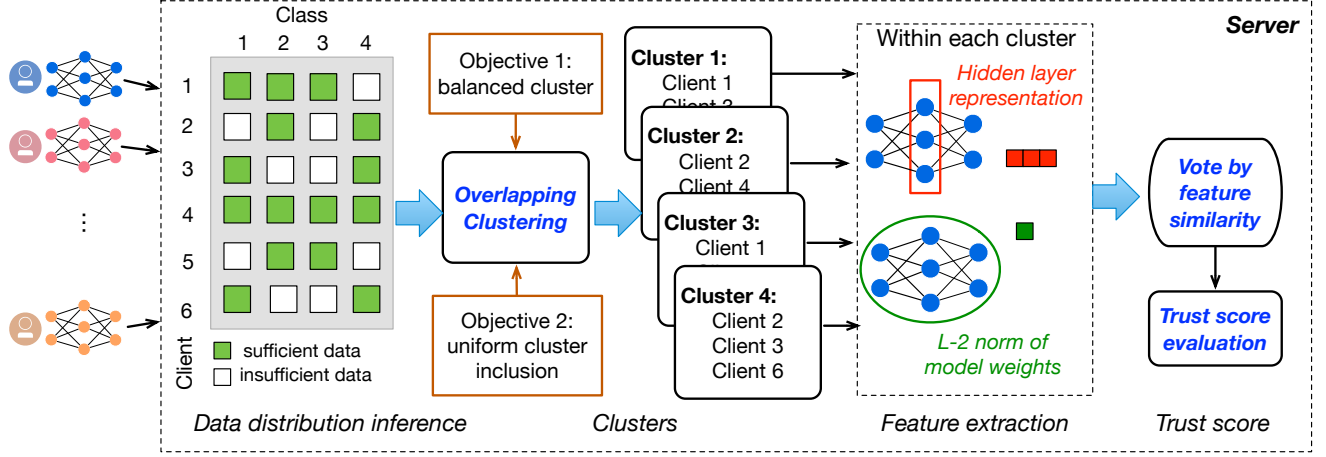 Server
Class
1 2 3 4
1
2
3
4
5
6
Client
sufficient data
insufficient data
Data distribution inference
Objective 1:
balanced cluster
Overlapping
Clustering
Objective 2:
uniform cluster
inclusion
Cluster 1:
Client 1
Cluster 2:
Client 2
Client 4
Cluster 3:
Client 1
Cluster 4:
Client 2
Client 3
Client 6
Clusters
Within each cluster
Hidden layer
representation
L-2 norm of
model weights
Feature extraction
Vote by
feature
similarity
Trust score
evaluation
Trust score